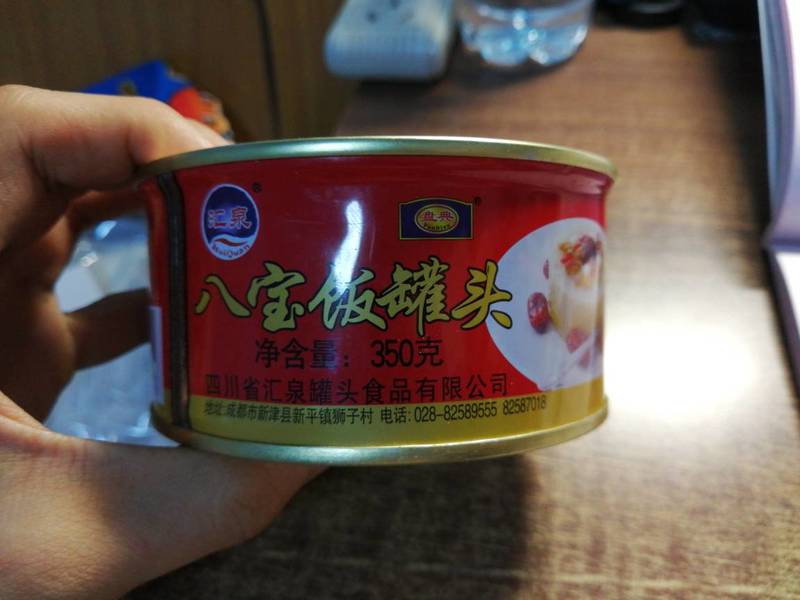 汇泉
HuiQuan
盘典
八宝饭罐头
净含量：350克
四川省汇泉罐头食品有限公司
地址:成都市新津县新平镇狮子村 电话: 028-82589555 82587018